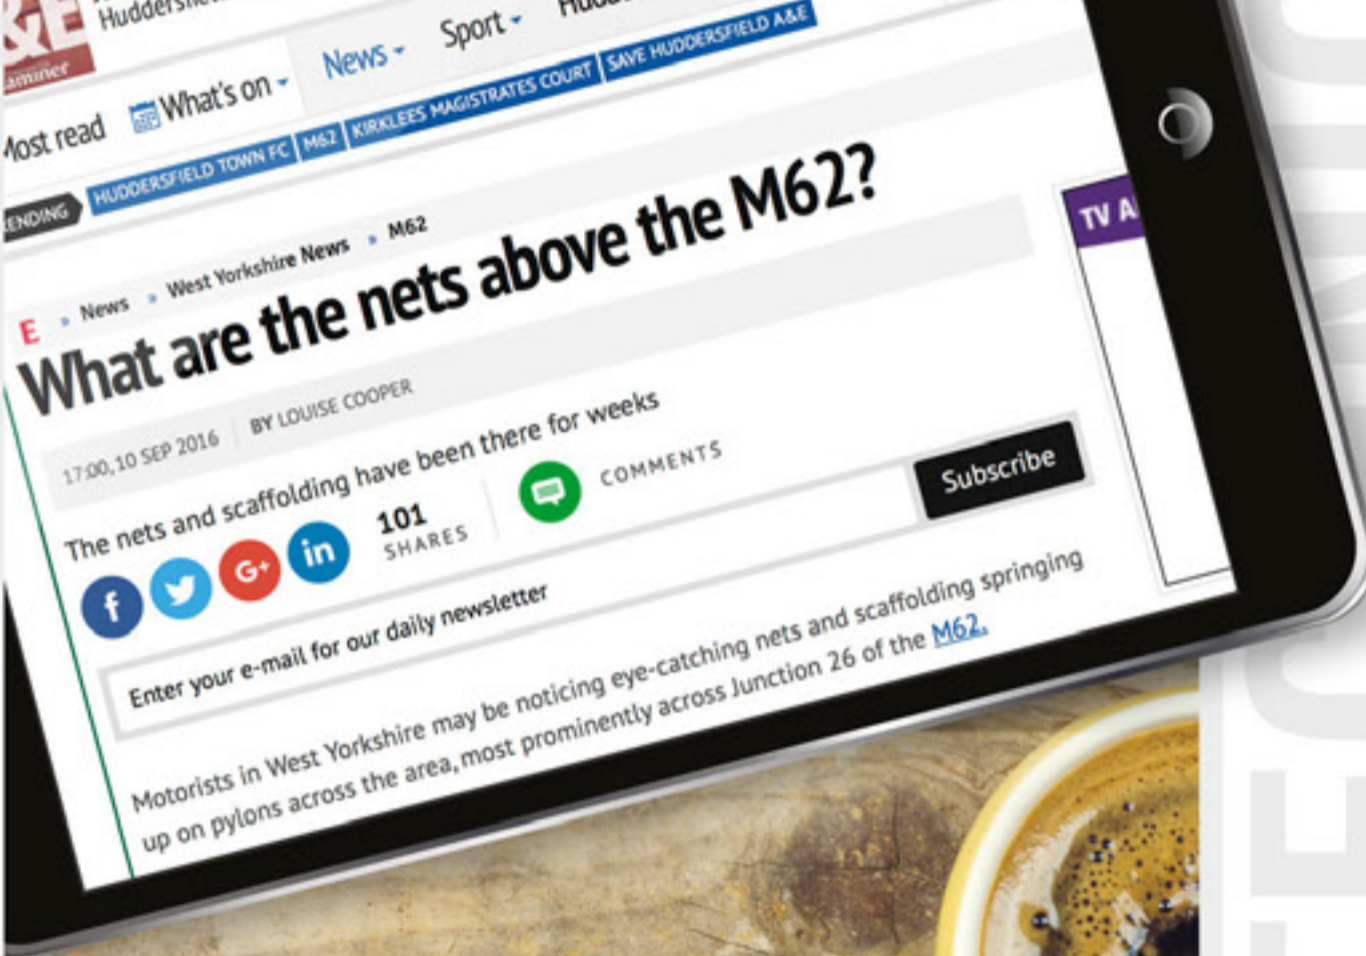 &E
aminer
Most read
What's on
News
Sport
ENDING
HUDDERSFIELD TOWN FC
M62
KIRKLEES MAGISTRATES COURT
SAVE HUDDERSFIELD A&E
E » News » West Yorkshire News » M62
What are the nets above the M62?
17:00, 10 SEP 2016
BY LOUISE COOPER
The nets and scaffolding have been there for weeks
f
G+
in
101
SHARES
COMMENTS
Enter your e-mail for our daily newsletter
Subscribe
Motorists in West Yorkshire may be noticing eye-catching nets and scaffolding springing
up on pylons across the area, most prominently across Junction 26 of the M62.
TV A